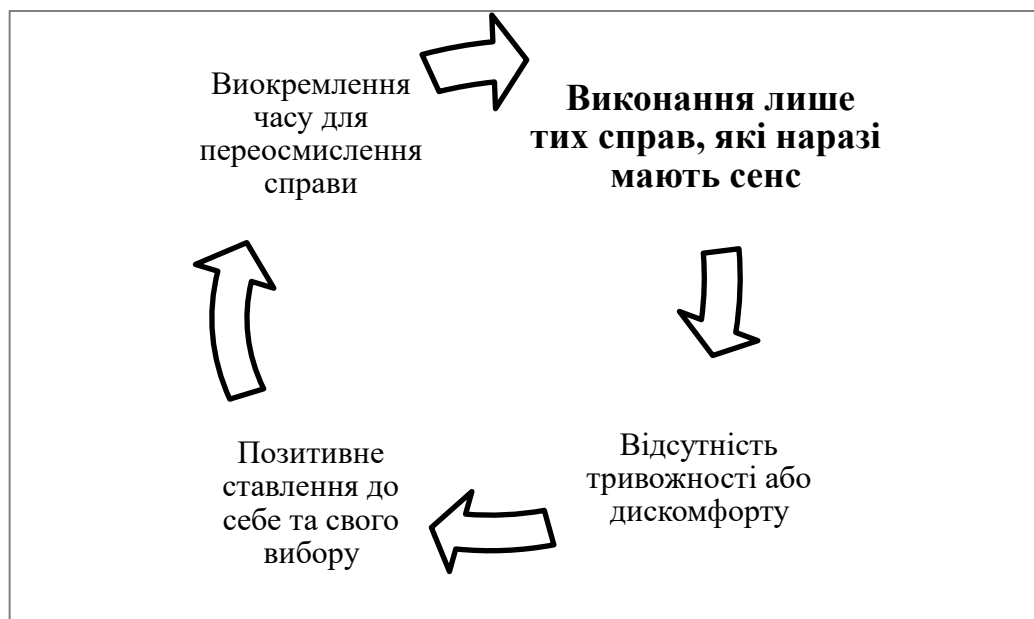 Виокремлення
часу для
переосмислення
справи
Виконання лише
тих справ, які наразі
мають сенс
Відсутність
тривожності або
дискомфорту
Позитивне
ставлення до
себе та свого
вибору